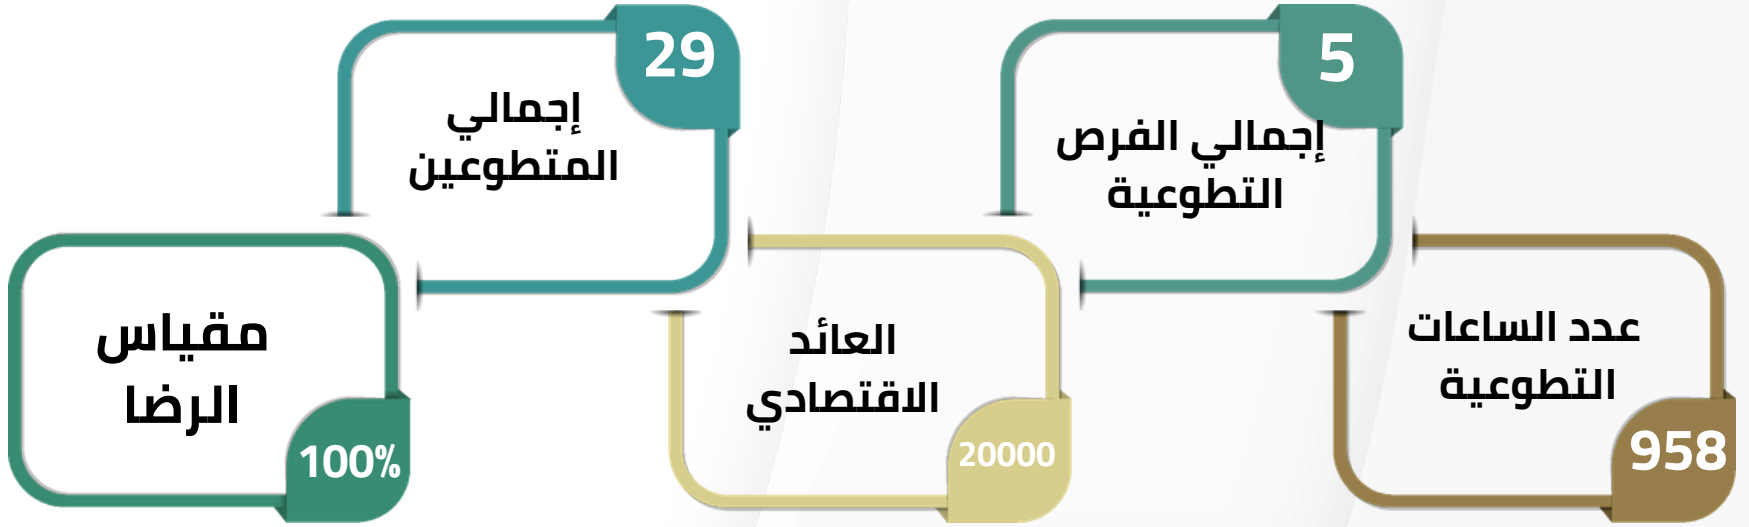 958
عدد الساعات
التطوعية
5
إجمالي الفرص
التطوعية
20000
العائد
الاقتصادي
29
إجمالي
المتطوعين
100%
مقياس
الرضا